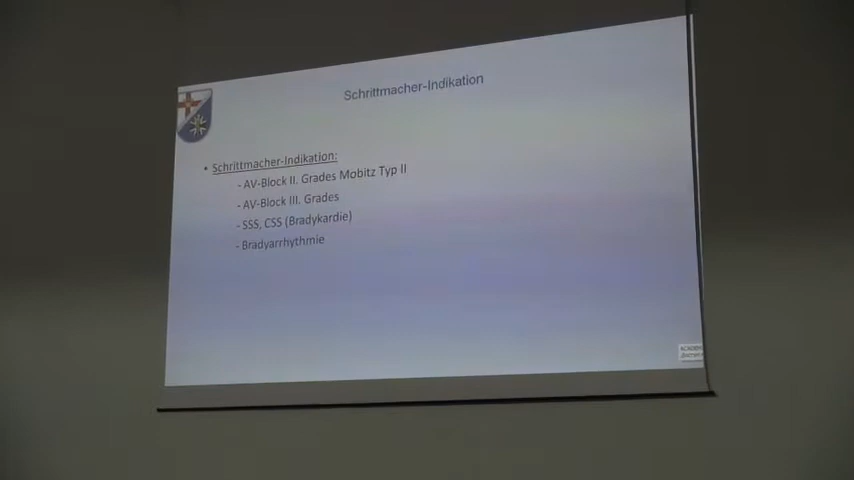 Schrittmacher-Indikation
• Schrittmacher-Indikation:
- AV-Block II. Grades Mobitz Typ II
- AV-Block III. Grades
- SSS, CSS (Bradykardie)
- Bradyarrhythmie